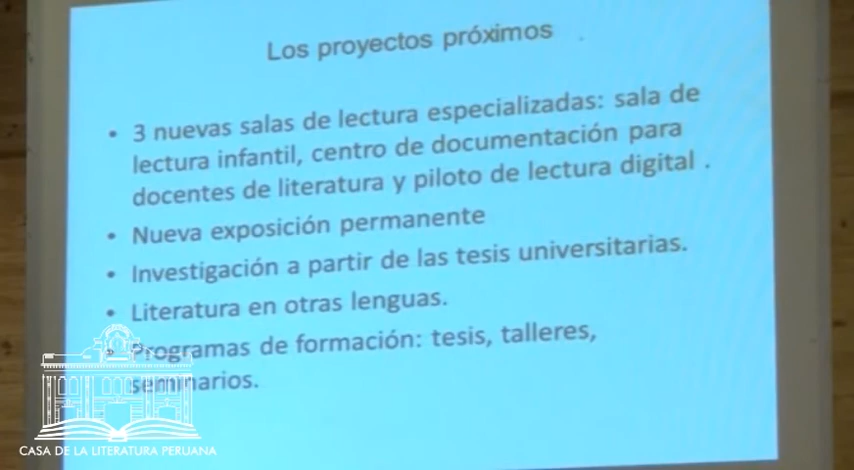 Los proyectos próximos
• 3 nuevas salas de lectura especializadas: sala de
lectura infantil, centro de documentación para
docentes de literatura y piloto de lectura digital .
• Nueva exposición permanente
• Investigación a partir de las tesis universitarias.
• Literatura en otras lenguas.
• Programas de formación: tesis, talleres,
seminarios.
CASA DE LA LITERATURA PERUANA